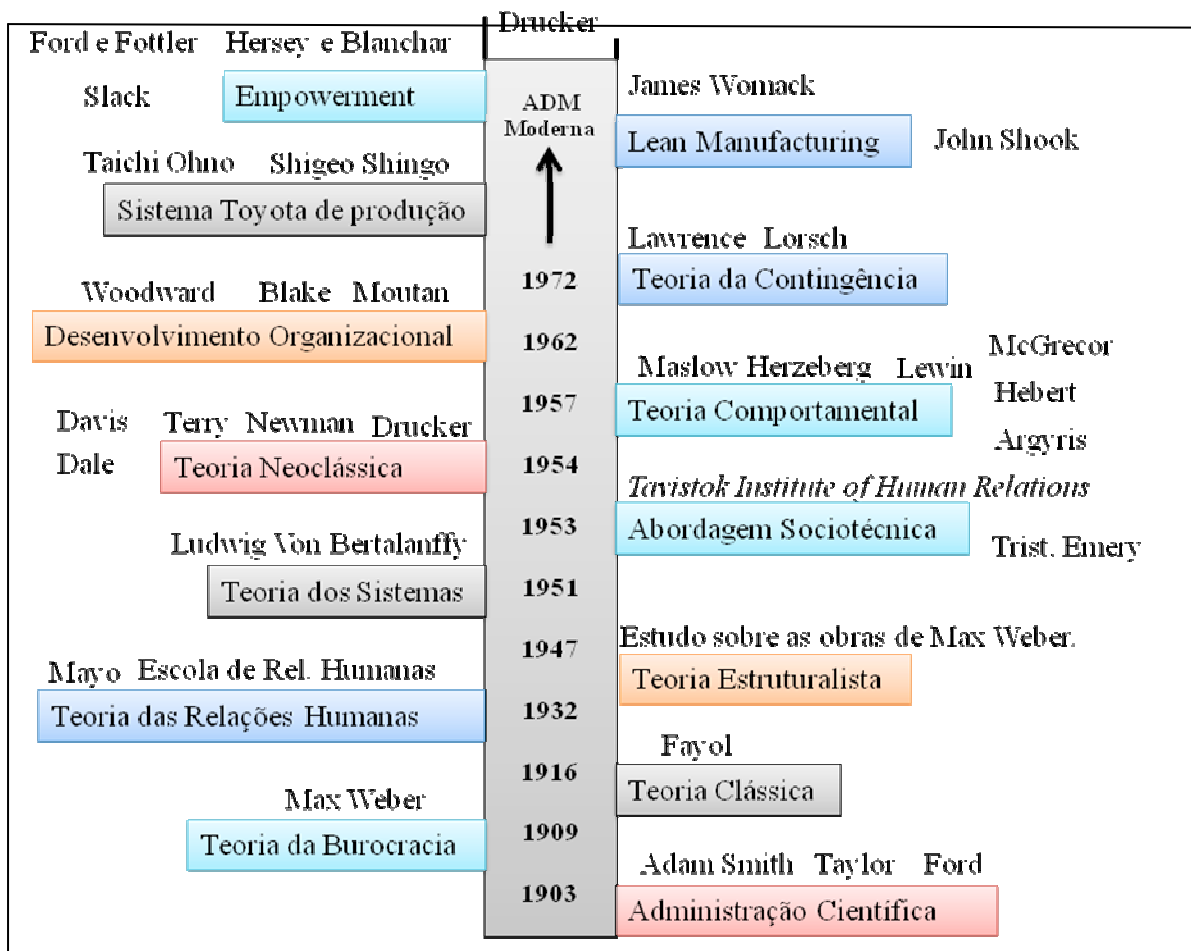 Drucker
Ford e Fottler Hersey e Blanchar
Slack Empowerment
ADM
Moderna
James Womack
Lean Manufacturing John Shook
Taichi Ohno Shigeo Shingo
Sistema Toyota de produção
Lawrence Lorsch
1972 Teoria da Contingência
Woodward Blake Moutan
Desenvolvimento Organizacional 1962
McGrecor
Maslow Herzeberg Lewin
Hebert
1957 Teoria Comportamental
Argyris
Davis Terry Newman Drucker
Dale Teoria Neoclássica 1954
Tavistok Institute of Human Relations
1953 Abordagem Sociotécnica
Trist. Emery
Ludwig Von Bertalanffy
Teoria dos Sistemas 1951
1947 Estudo sobre as obras de Max Weber.
Teoria Estruturalista
Mayo Escola de Rel. Humanas
Teoria das Relações Humanas 1932
Fayol
1916 Teoria Clássica
Max Weber
Teoria da Burocracia 1909
Adam Smith Taylor Ford
1903 Administração Científica